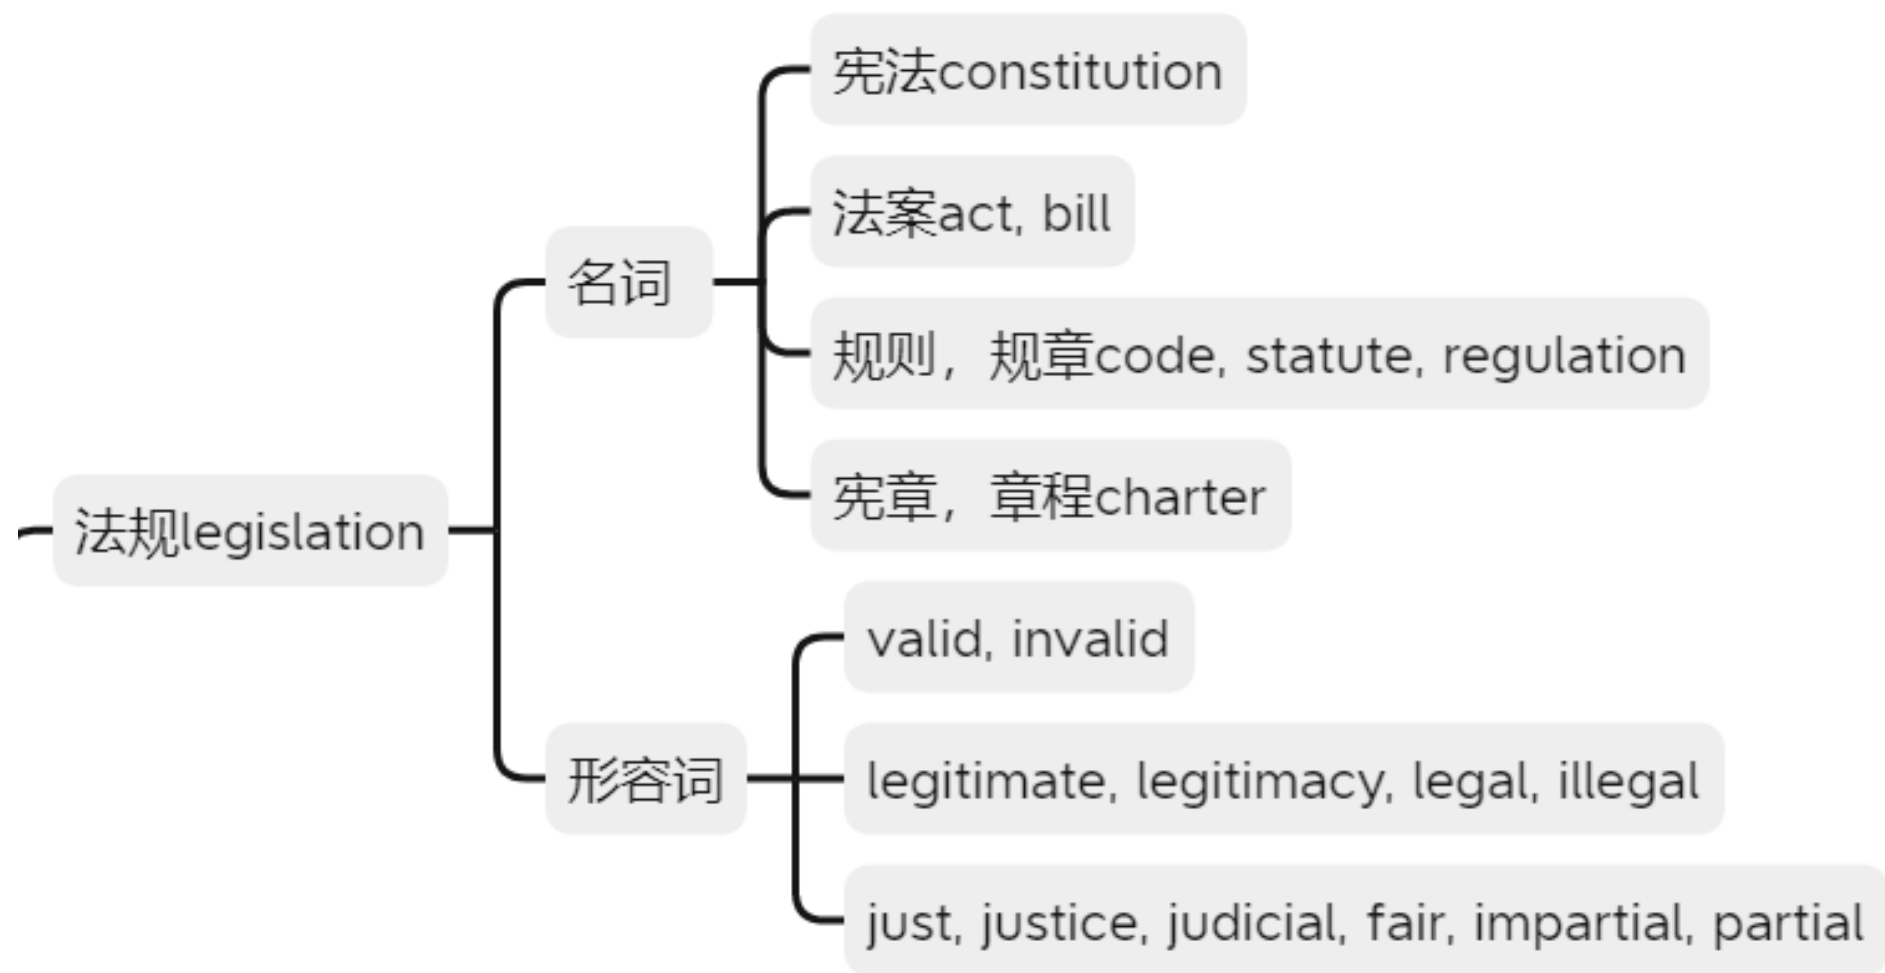 宪法constitution
法案act, bill
名词
规则，规章code, statute, regulation
宪章，章程charter
法规legislation
valid, invalid
形容词
legitimate, legitimacy, legal, illegal
just, justice, judicial, fair, impartial, partial